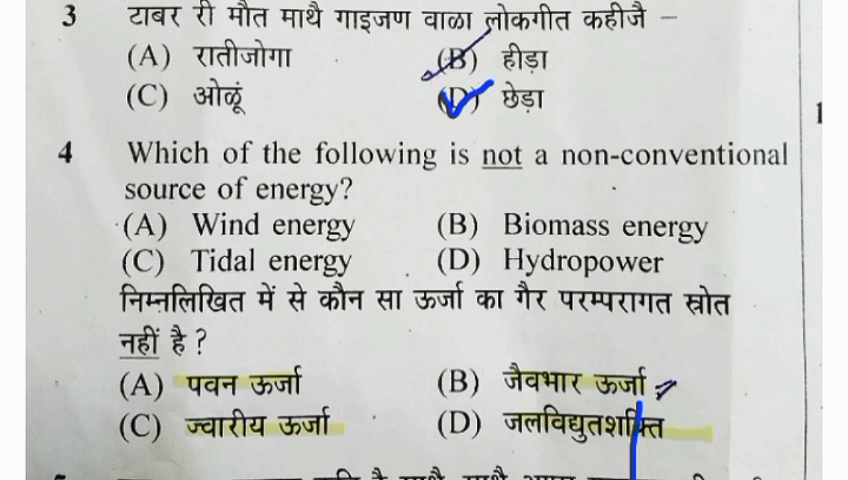 3 टाबर री मौत माथै गाइजण वाळा लोकगीत कहीजै –
(A) रातीजोगा (B) हीड़ा
(C) ओळूं (D) छेड़ा
4 Which of the following is not a non-conventional
source of energy?
(A) Wind energy (B) Biomass energy
(C) Tidal energy (D) Hydropower
निम्नलिखित में से कौन सा ऊर्जा का गैर परम्परागत स्रोत
नहीं है ?
(A) पवन ऊर्जा (B) जैवभार ऊर्जा
(C) ज्वारीय ऊर्जा (D) जलविद्युतशक्ति